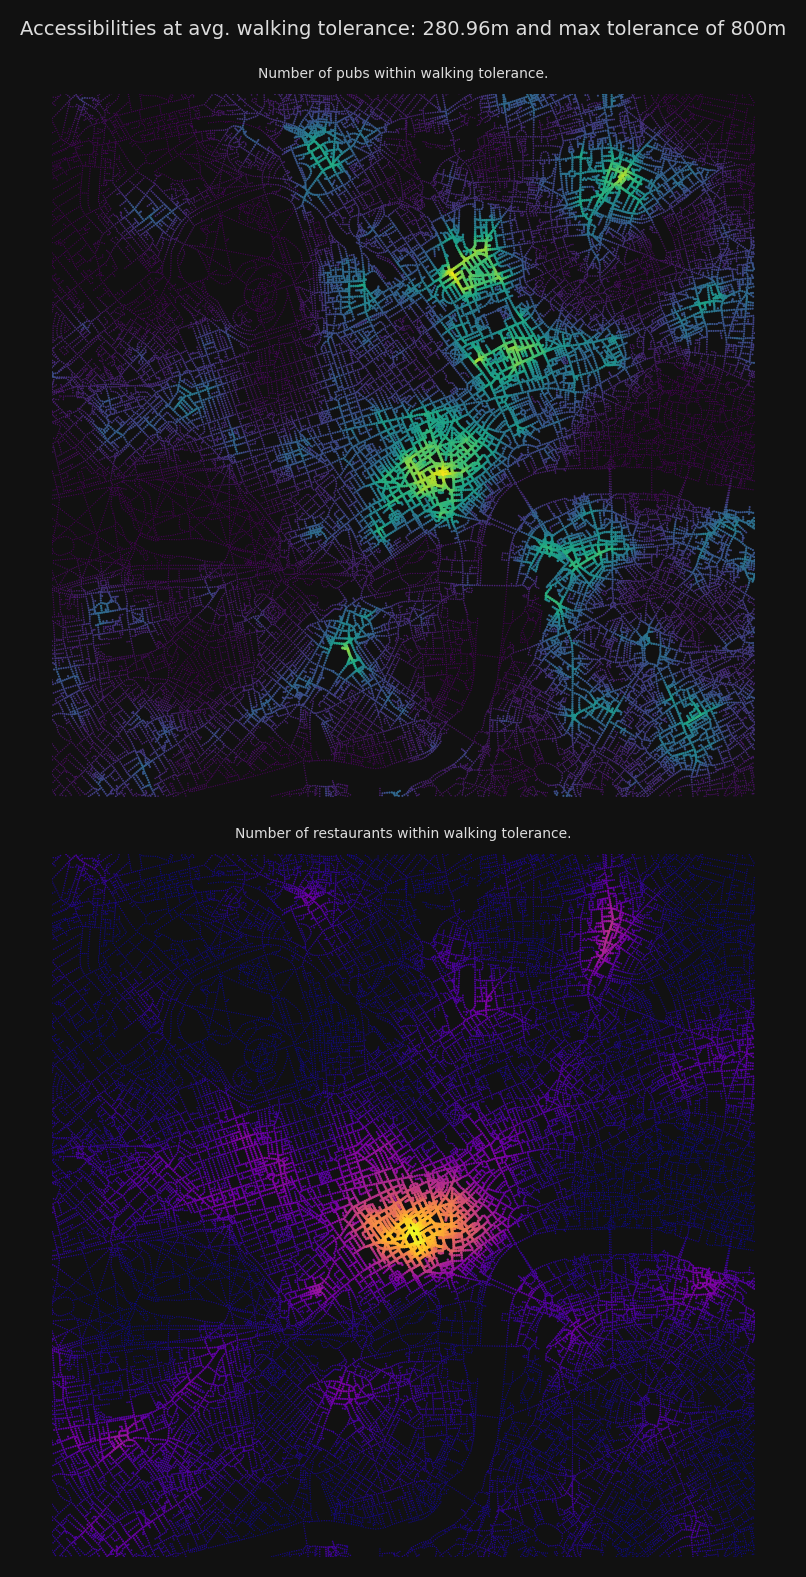 Accessibilities at avg. walking tolerance: 280.96m and max tolerance of 800m
Number of pubs within walking tolerance.
Number of restaurants within walking tolerance.